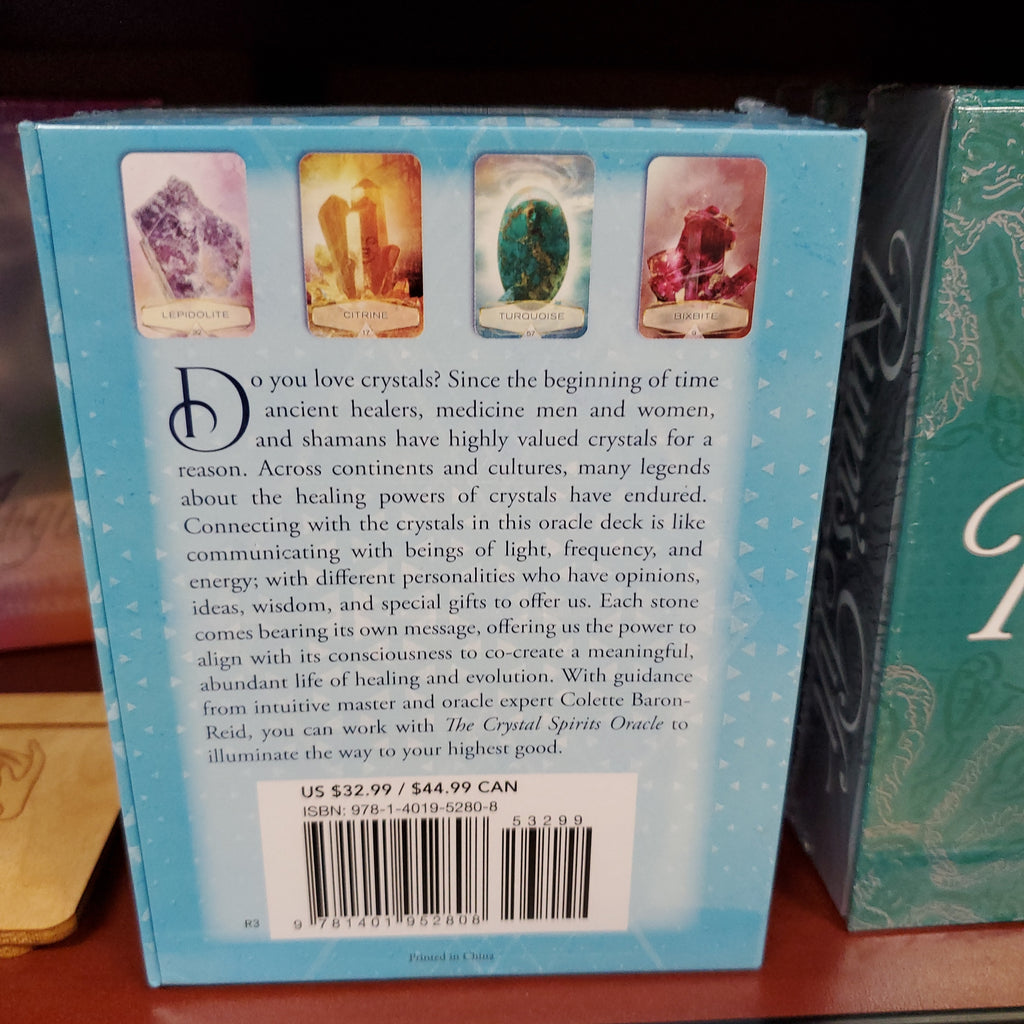 LEPIDOLITE
CITRINE
17
TURQUOISE
57
BIXBITE
9
Do you love crystals? Since the beginning of time
ancient healers, medicine men and women,
and shamans have highly valued crystals for a
reason. Across continents and cultures, many legends
about the healing powers of crystals have endured.
Connecting with the crystals in this oracle deck is like
communicating with beings of light, frequency, and
energy; with different personalities who have opinions,
ideas, wisdom, and special gifts to offer us. Each stone
comes bearing its own message, offering us the power to
align with its consciousness to co-create a meaningful,
abundant life of healing and evolution. With guidance
from intuitive master and oracle expert Colette Baron-
Reid, you can work with The Crystal Spirits Oracle to
illuminate the way to your highest good.
US $32.99 / $44.99 CAN
ISBN: 978-1-4019-5280-8
53299
9 781401 952808
R3
Printed in China